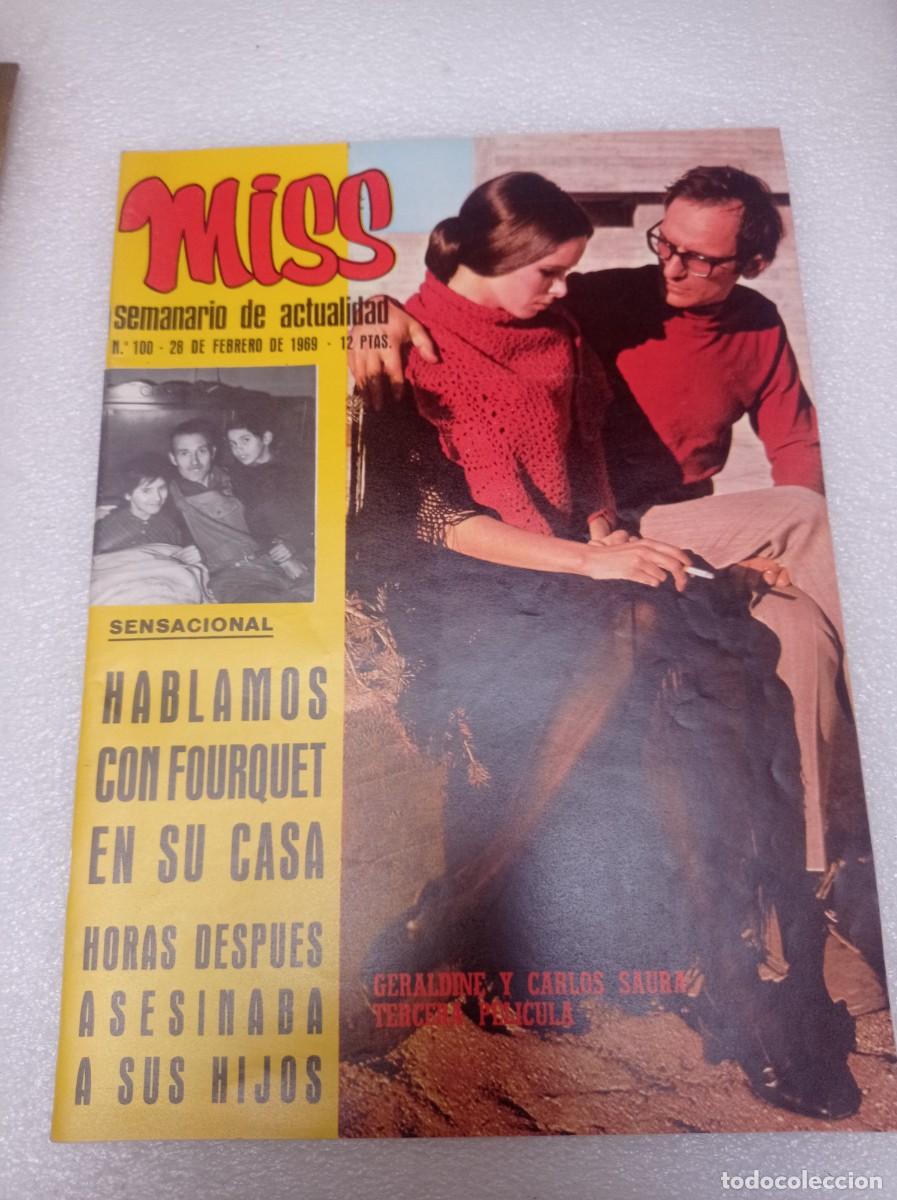 Miss
semanario de actualidad
N.º 100 - 28 DE FEBRERO DE 1969 - 12 PTAS.
SENSACIONAL
HABLAMOS
CON FOURQUET
EN SU CASA
HORAS DESPUES
ASESINABA
A SUS HIJOS
GERALDINE Y CARLOS SAURA,
TERCERA PELICULA
todocoleccion